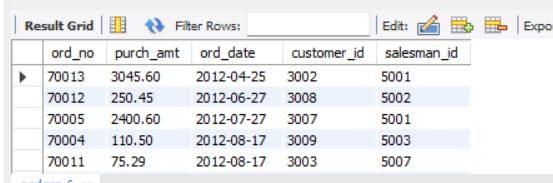 Result Grid Filter Rows: Edit: Expo
ord_no purch_amt ord_date customer_id salesman_id
70013 3045.60 2012-04-25 3002 5001
70012 250.45 2012-06-27 3008 5002
70005 2400.60 2012-07-27 3007 5001
70004 110.50 2012-08-17 3009 5003
70011 75.29 2012-08-17 3003 5007